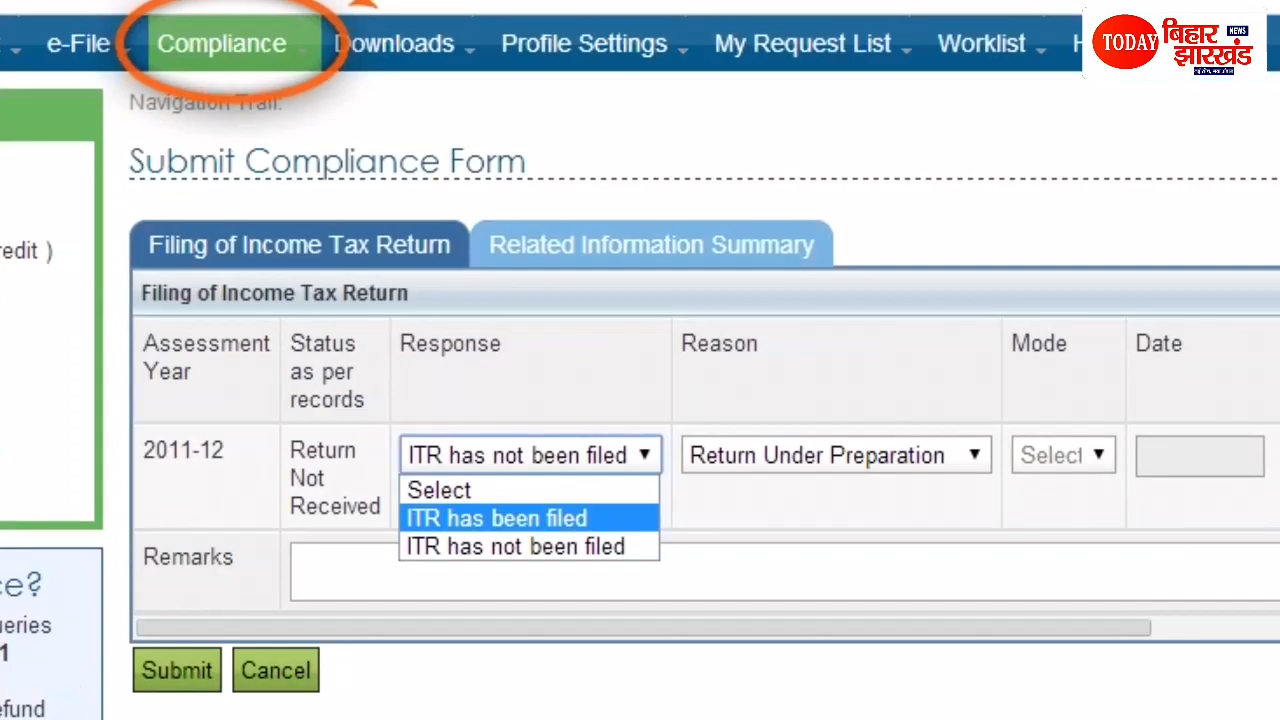 e-File Compliance Downloads Profile Settings My Request List Worklist H
TODAY बिहार NEWS
झारखंड
Navigation Trail:
Submit Compliance Form
redit )
Filing of Income Tax Return Related Information Summary
Filing of Income Tax Return
Assessment Year Status as per records Response Reason Mode Date
2011-12 Return Not Received ITR has not been filed Return Under Preparation Select
Select
ITR has been filed
ITR has not been filed
Remarks
ce?
ueries
1
efund
Submit Cancel